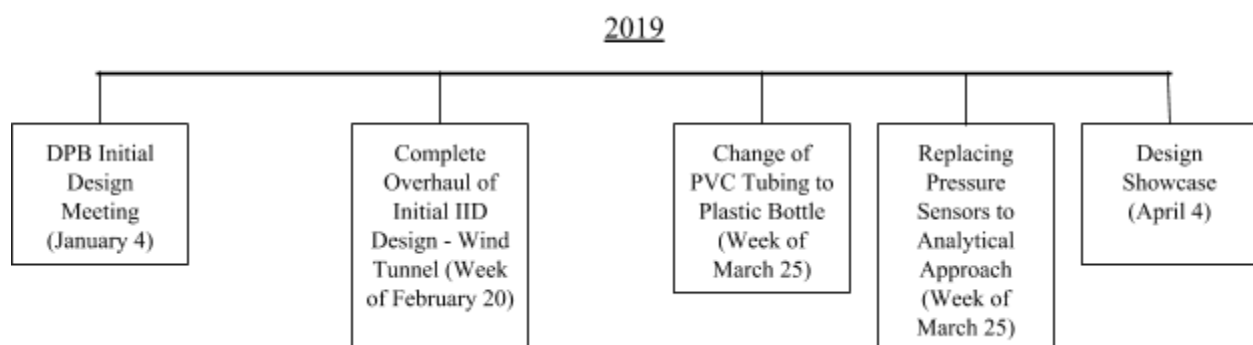 2019
DPB Initial
Design
Meeting
(January 4)
Complete
Overhaul of
Initial IID
Design - Wind
Tunnel (Week
of February 20)
Change of
PVC Tubing to
Plastic Bottle
(Week of
March 25)
Replacing
Pressure
Sensors to
Analytical
Approach
(Week of
March 25)
Design
Showcase
(April 4)